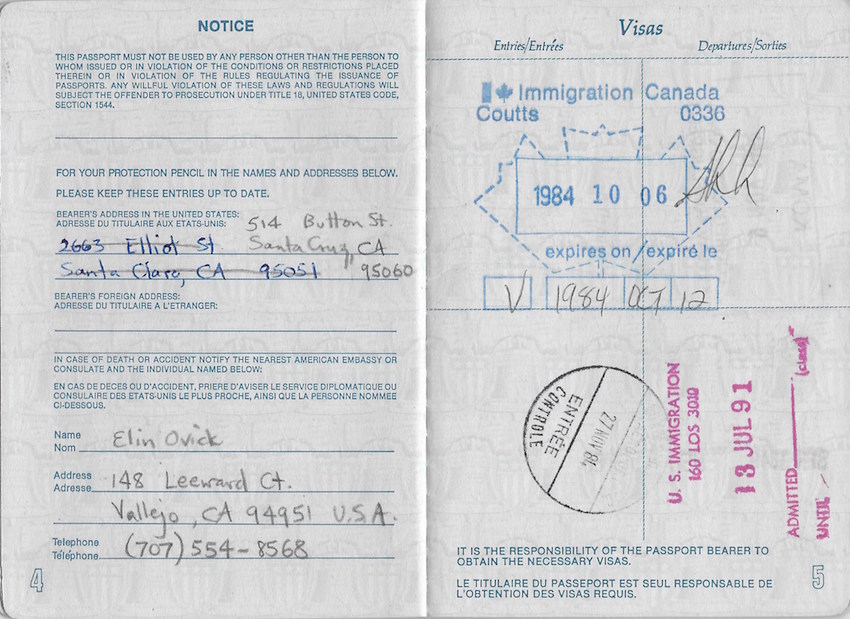 NOTICE
THIS PASSPORT MUST NOT BE USED BY ANY PERSON OTHER THAN THE PERSON TO
WHOM ISSUED OR IN VIOLATION OF THE CONDITIONS OR RESTRICTIONS PLACED
THEREIN OR IN VIOLATION OF THE RULES REGULATING THE ISSUANCE OF
PASSPORTS. ANY WILLFUL VIOLATION OF THESE LAWS AND REGULATIONS WILL
SUBJECT THE OFFENDER TO PROSECUTION UNDER TITLE 18, UNITED STATES CODE,
SECTION 1544.
FOR YOUR PROTECTION PENCIL IN THE NAMES AND ADDRESSES BELOW.
PLEASE KEEP THESE ENTRIES UP TO DATE.
BEARER'S ADDRESS IN THE UNITED STATES:
ADRESSE DU TITULAIRE AUX ETATS-UNIS:
514 Button St.
Santa Cruz, CA
95060
2663 Elliot St
Santa Clara, CA 95051
BEARER'S FOREIGN ADDRESS:
ADRESSE DU TITULAIRE A L'ETRANGER:
IN CASE OF DEATH OR ACCIDENT NOTIFY THE NEAREST AMERICAN EMBASSY OR
CONSULATE AND THE INDIVIDUAL NAMED BELOW:
EN CAS DE DECES OU D'ACCIDENT, PRIERE D'AVISER LE SERVICE DIPLOMATIQUE OU
CONSULAIRE DES ETATS-UNIS LE PLUS PROCHE, AINSI QUE LA PERSONNE NOMMEE
CI-DESSOUS.
Name
Nom
Elin Ovick
Address
Adresse
148 Leeward Ct.
Vallejo, CA 94951 U.S.A.
Telephone
Téléphone
(707) 554-8568
4
Visas
Entries/Entrées
Departures/Sorties
Immigration Canada
Coutts 0336
1984 10 06
expires on/expiré le
V 1984 OCT 12
ENTRÉE
CONTROLE
27 NOV 84
U. S. IMMIGRATION
160 LOS 3010
13 JUL 91
ADMITTED
(class)
UNTIL
IT IS THE RESPONSIBILITY OF THE PASSPORT BEARER TO
OBTAIN THE NECESSARY VISAS.
LE TITULAIRE DU PASSEPORT EST SEUL RESPONSABLE DE
L'OBTENTION DES VISAS REQUIS.
5